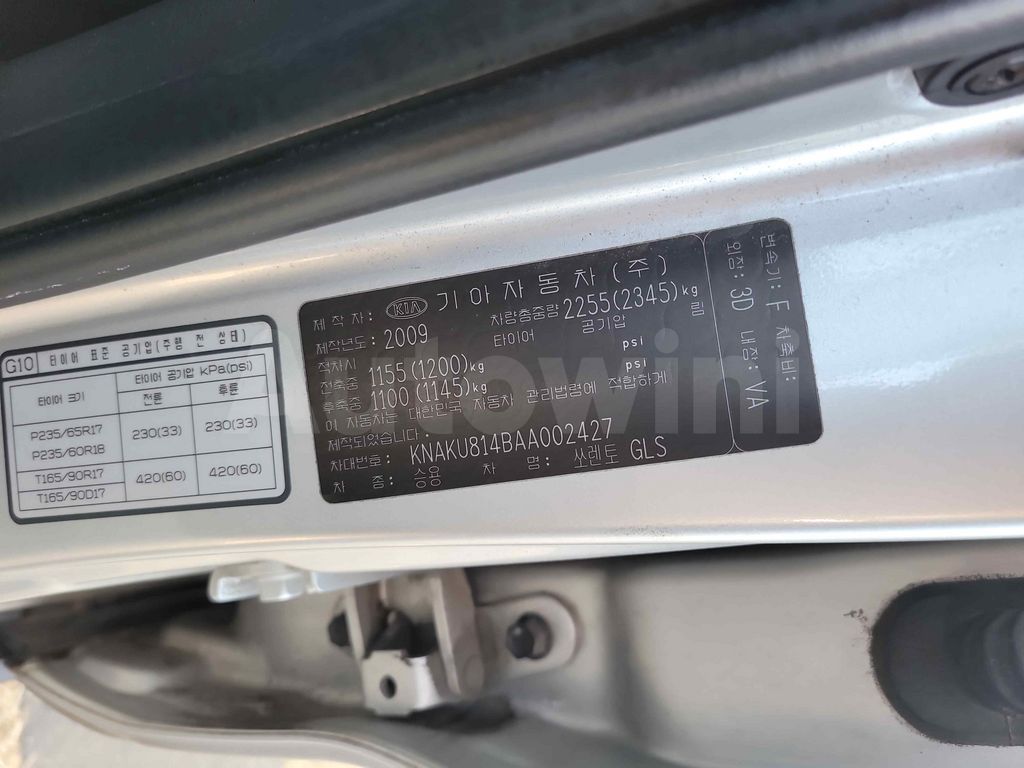 G10 타이어 표준 공기압(주행 전 상태)
타이어 크기
타이어 공기압 kPa(psi)
전륜 후륜
P235/65R17
P235/60R18
230(33) 230(33)
T165/90R17
T165/90D17
420(60) 420(60)
제 작 자: KIA 기 아 자 동 차 (주)
제작년도: 2009 차량총중량 2255(2345)kg
적차시 타이어 공기압 림
전축중 1155(1200)kg psi
후축중 1100(1145)kg psi
이 자동차는 대한민국 자동차 관리법령에 적합하게
제작되었습니다.
차대번호: KNAKU814BAA002427
차 종: 승용 차 명: 쏘렌토 GLS
변속기: F 차축비:
외장: 3D 내장: VA
Autowini